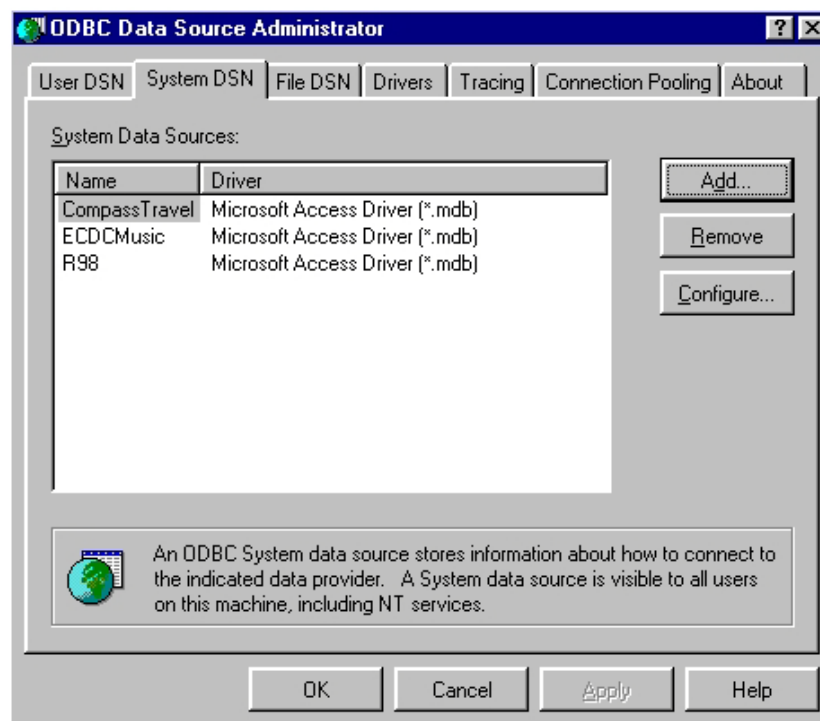 ODBC Data Source Administrator
User DSN System DSN File DSN Drivers Tracing Connection Pooling About
System Data Sources:
Name Driver
CompassTravel Microsoft Access Driver (*.mdb)
ECDCMusic Microsoft Access Driver (*.mdb)
R98 Microsoft Access Driver (*.mdb)
Add...
Remove
Configure...
An ODBC System data source stores information about how to connect to
the indicated data provider. A System data source is visible to all users
on this machine, including NT services.
OK Cancel Apply Help